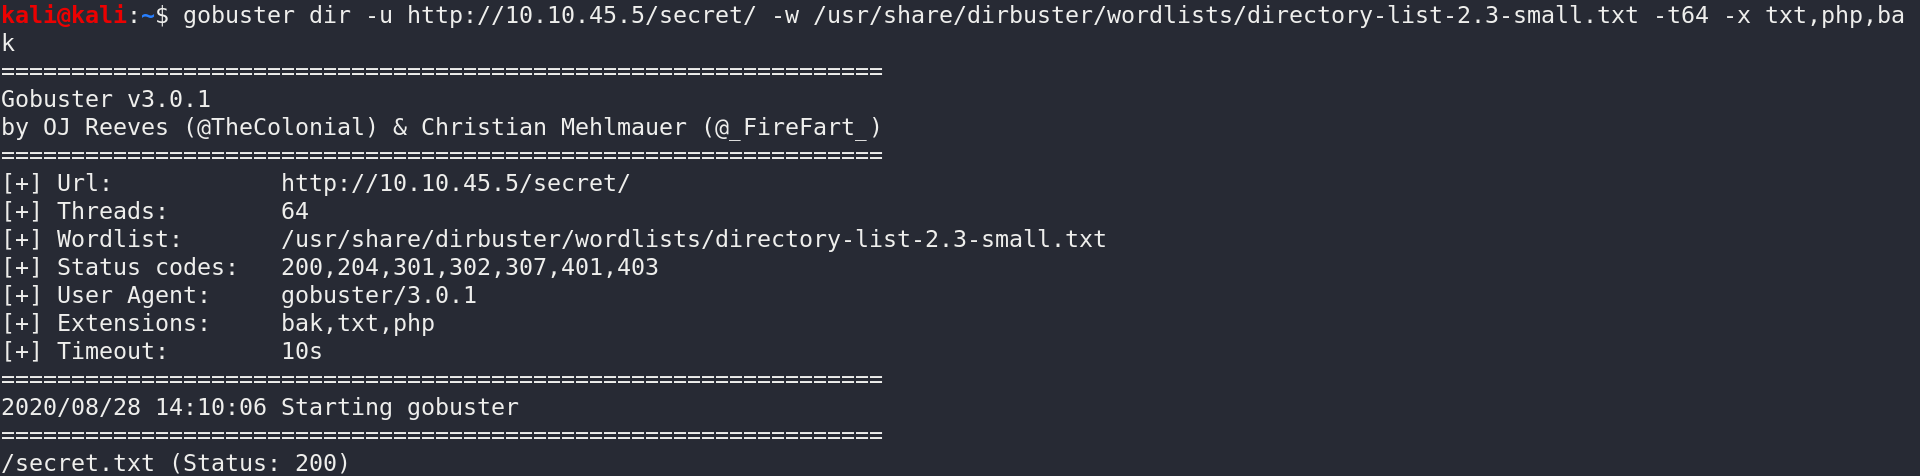 kali@kali:~$ gobuster dir -u http://10.10.45.5/secret/ -w /usr/share/dirbuster/wordlists/directory-list-2.3-small.txt -t64 -x txt,php,ba
k
===============================================================
Gobuster v3.0.1
by OJ Reeves (@TheColonial) & Christian Mehlmauer (@_FireFart_)
===============================================================
[+] Url:            http://10.10.45.5/secret/
[+] Threads:        64
[+] Wordlist:       /usr/share/dirbuster/wordlists/directory-list-2.3-small.txt
[+] Status codes:   200,204,301,302,307,401,403
[+] User Agent:     gobuster/3.0.1
[+] Extensions:     bak,txt,php
[+] Timeout:        10s
===============================================================
2020/08/28 14:10:06 Starting gobuster
===============================================================
/secret.txt (Status: 200)